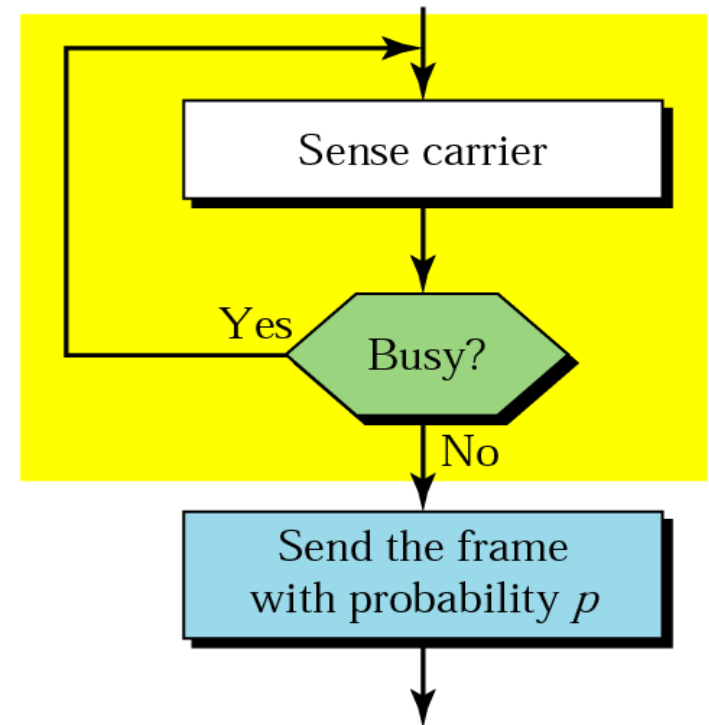 Sense carrier
Yes
Busy?
No
Send the frame
with probability p